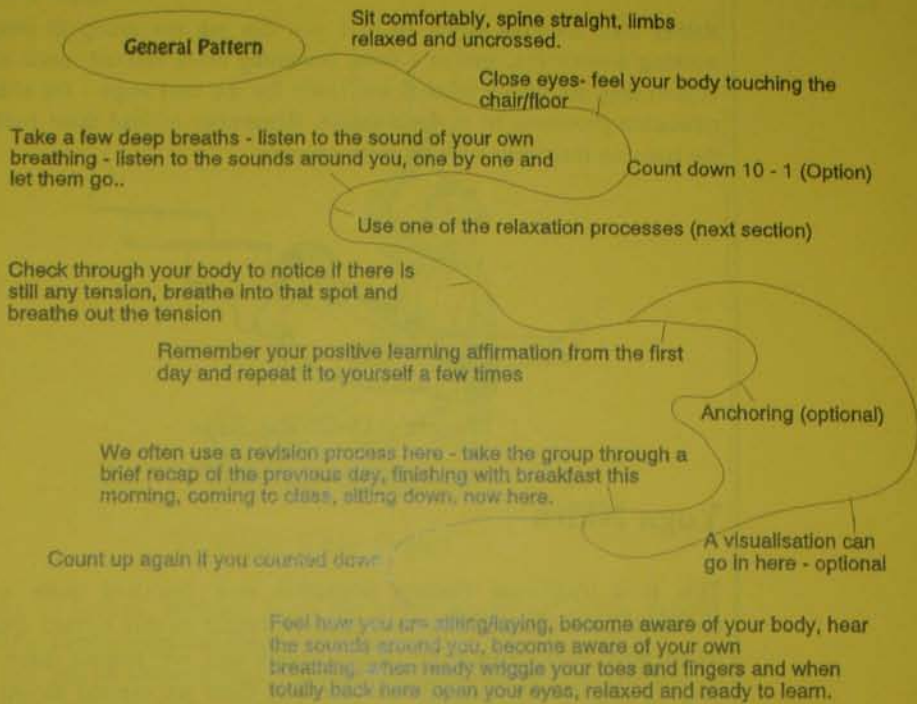 General Pattern
Sit comfortably, spine straight, limbs
relaxed and uncrossed.
Close eyes- feel your body touching the
chair/floor
Count down 10 - 1 (Option)
Take a few deep breaths - listen to the sound of your own
breathing - listen to the sounds around you, one by one and
let them go..
Use one of the relaxation processes (next section)
Check through your body to notice if there is
still any tension, breathe into that spot and
breathe out the tension
Remember your positive learning affirmation from the first
day and repeat it to yourself a few times
Anchoring (optional)
We often use a revision process here - take the group through a
brief recap of the previous day, finishing with breakfast this
morning, coming to class, sitting down, now here.
A visualisation can
go in here - optional
Count up again if you counted down
Feel how you are sitting/laying, become aware of your body, hear
the sounds around you, become aware of your own
breathing, when ready wriggle your toes and fingers and when
totally back here open your eyes, relaxed and ready to learn.